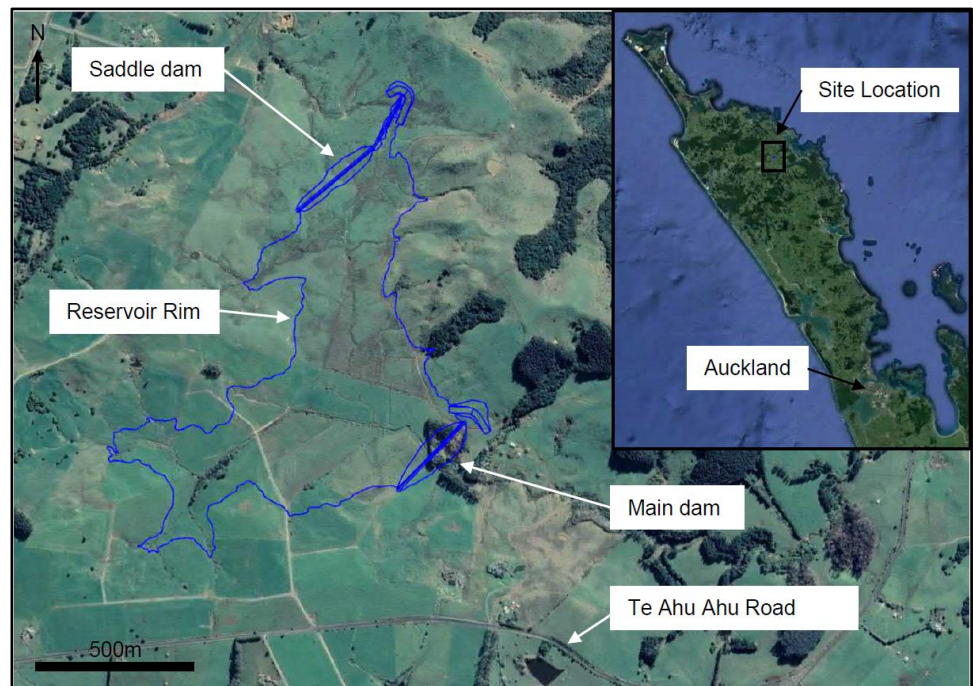 N
Saddle dam
Site Location
Reservoir Rim
Auckland
Main dam
Te Ahu Ahu Road
500m